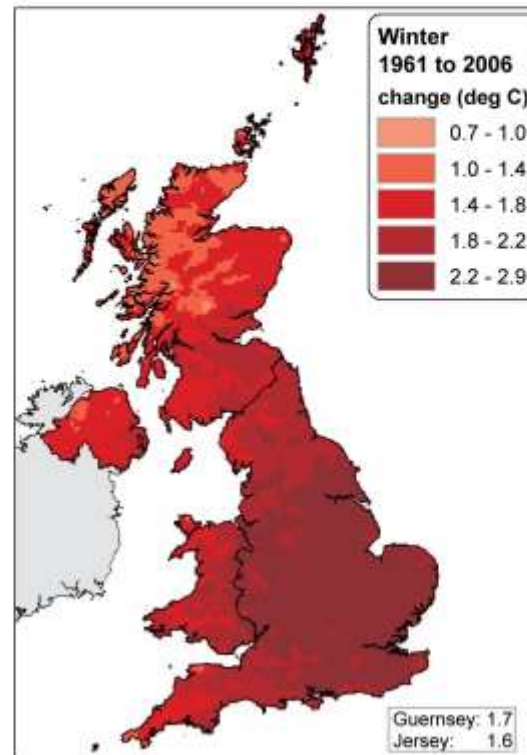 Winter
1961 to 2006
change (deg C)
0.7 - 1.0
1.0 - 1.4
1.4 - 1.8
1.8 - 2.2
2.2 - 2.9
Guernsey: 1.7
Jersey: 1.6